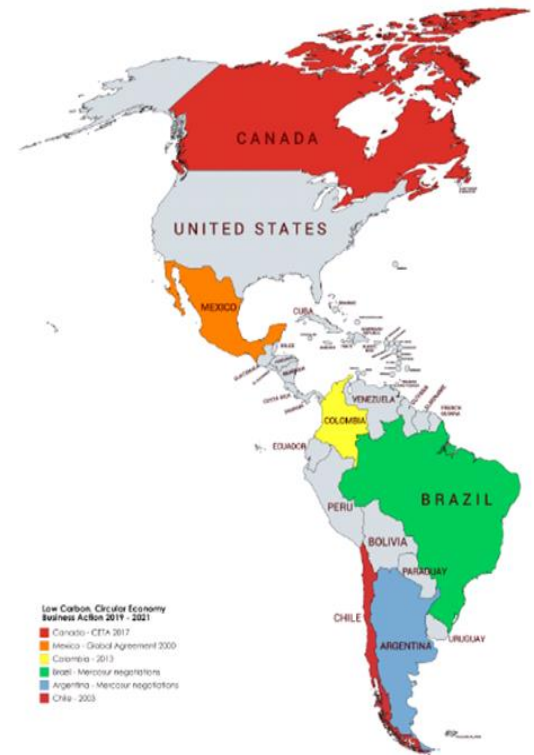 CANADA
UNITED STATES
MEXICO
CUBA
COSTA RICA
VENEZUELA
COLOMBIA
ECUADOR
BRAZIL
PERU
BOLIVIA
PARAGUAY
CHILE
ARGENTINA
URUGUAY
Low Carbon, Circular Economy
Business Action 2019 - 2021
Canada - CETA 2017
Mexico - Global Agreement 2000
Colombia - 2013
Brazil - Mercosur negotiations
Argentina - Mercosur negotiations
Chile - 2003